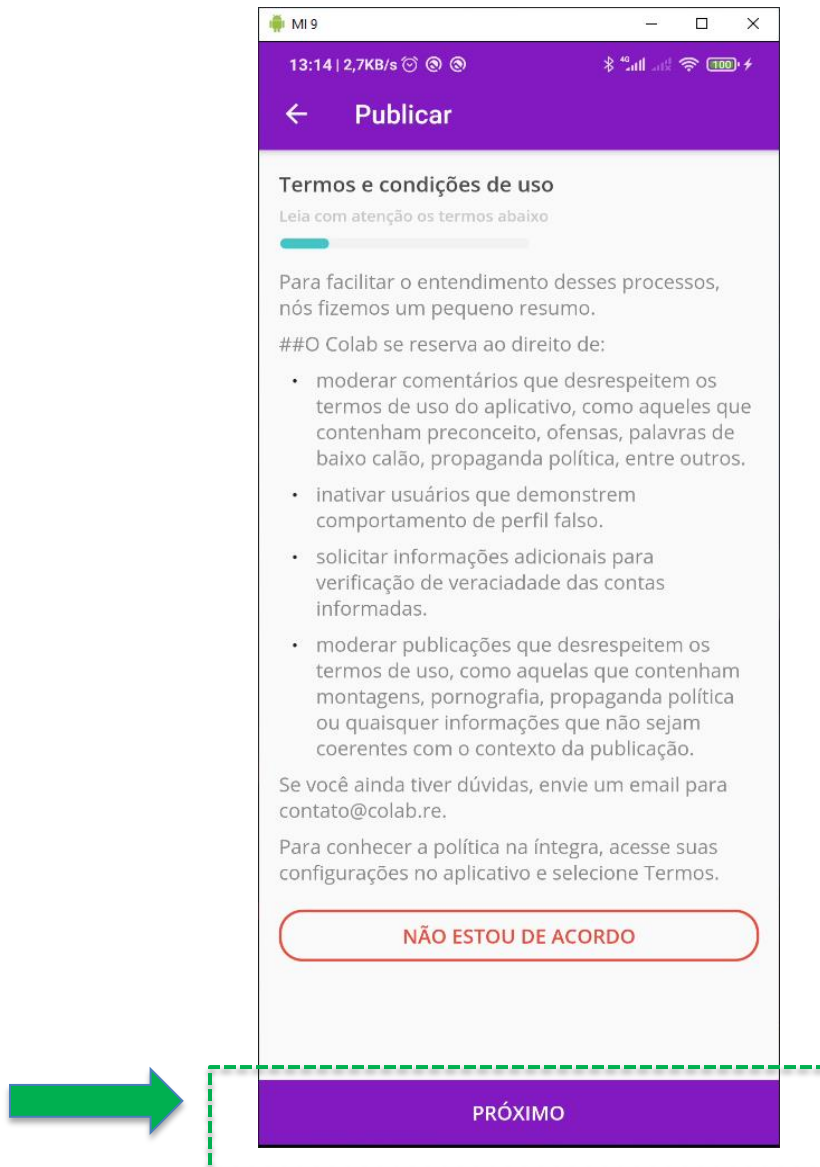 MI 9
13:14 | 2,7KB/s 4G 100
Publicar
Termos e condições de uso
Leia com atenção os termos abaixo
Para facilitar o entendimento desses processos,
nós fizemos um pequeno resumo.
##O Colab se reserva ao direito de:
• moderar comentários que desrespeitem os
termos de uso do aplicativo, como aqueles que
contenham preconceito, ofensas, palavras de
baixo calão, propaganda política, entre outros.
• inativar usuários que demonstrem
comportamento de perfil falso.
• solicitar informações adicionais para
verificação de veraciadade das contas
informadas.
• moderar publicações que desrespeitem os
termos de uso, como aquelas que contenham
montagens, pornografia, propaganda política
ou quaisquer informações que não sejam
coerentes com o contexto da publicação.
Se você ainda tiver dúvidas, envie um email para
contato@colab.re.
Para conhecer a política na íntegra, acesse suas
configurações no aplicativo e selecione Termos.
NÃO ESTOU DE ACORDO
PRÓXIMO